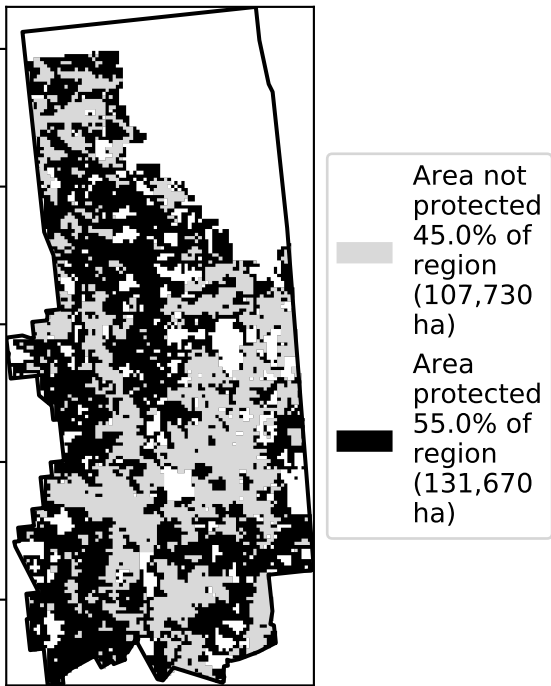 Area not
protected
45.0% of
region
(107,730
ha)
Area
protected
55.0% of
region
(131,670
ha)